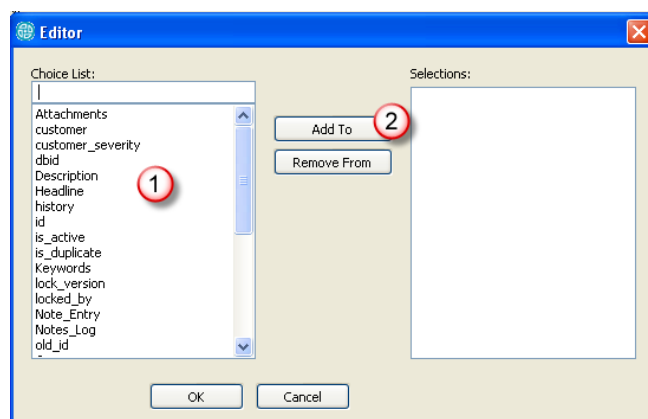 Editor
Choice List:
Selections:
Attachments
customer
customer_severity
dbid
Description
Headline
history
id
is_active
is_duplicate
Keywords
lock_version
locked_by
Note_Entry
Notes_Log
old_id
1
Add To
2
Remove From
OK
Cancel